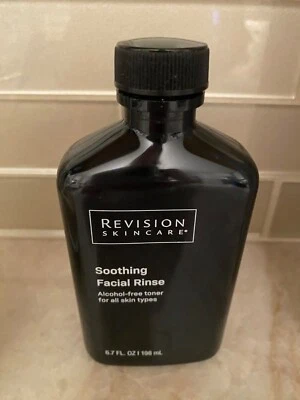 REVISION
SKINCARE®
Soothing
Facial Rinse
Alcohol-free toner
for all skin types
6.7 FL. OZ I 198 mL